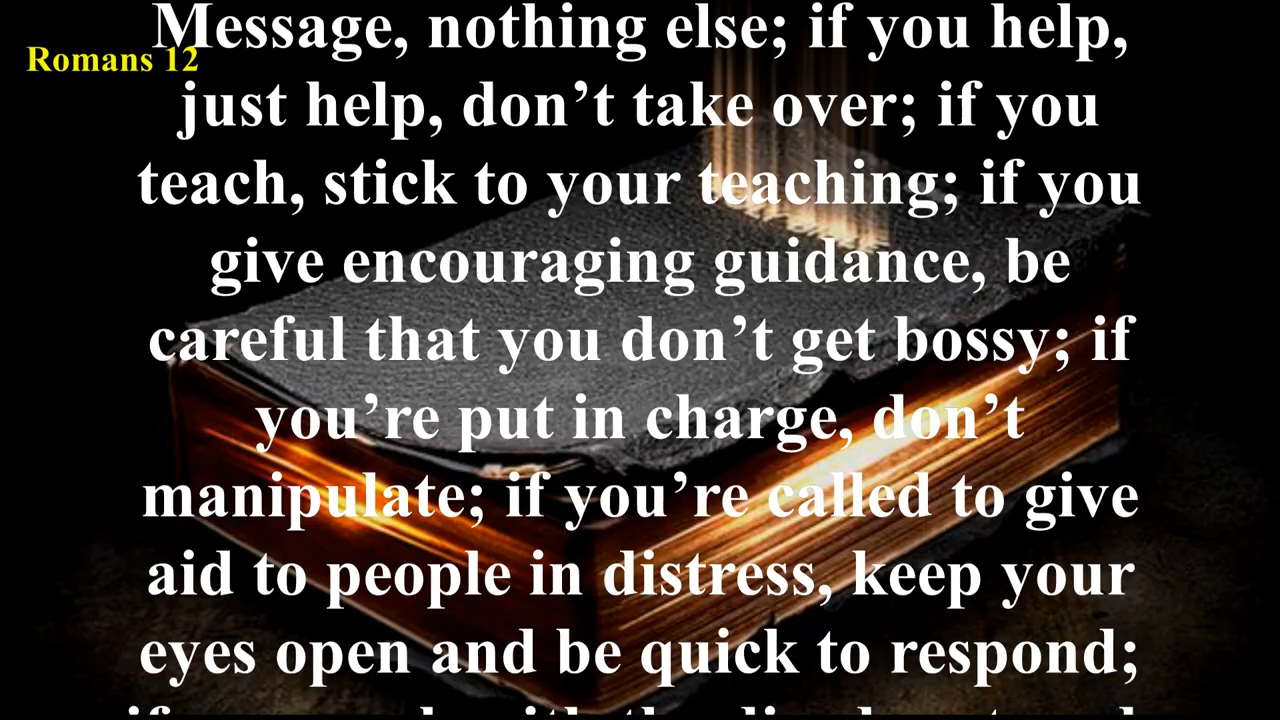 Message, nothing else; if you help,
Romans 12
just help, don’t take over; if you
teach, stick to your teaching; if you
give encouraging guidance, be
careful that you don’t get bossy; if
you’re put in charge, don’t
manipulate; if you’re called to give
aid to people in distress, keep your
eyes open and be quick to respond;